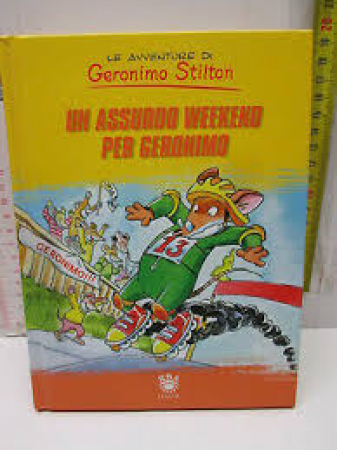 LE AVVENTURE DI
Geronimo Stilton
UN ASSURDO WEEKEND
PER GERONIMO
GERONIMO!!!
13